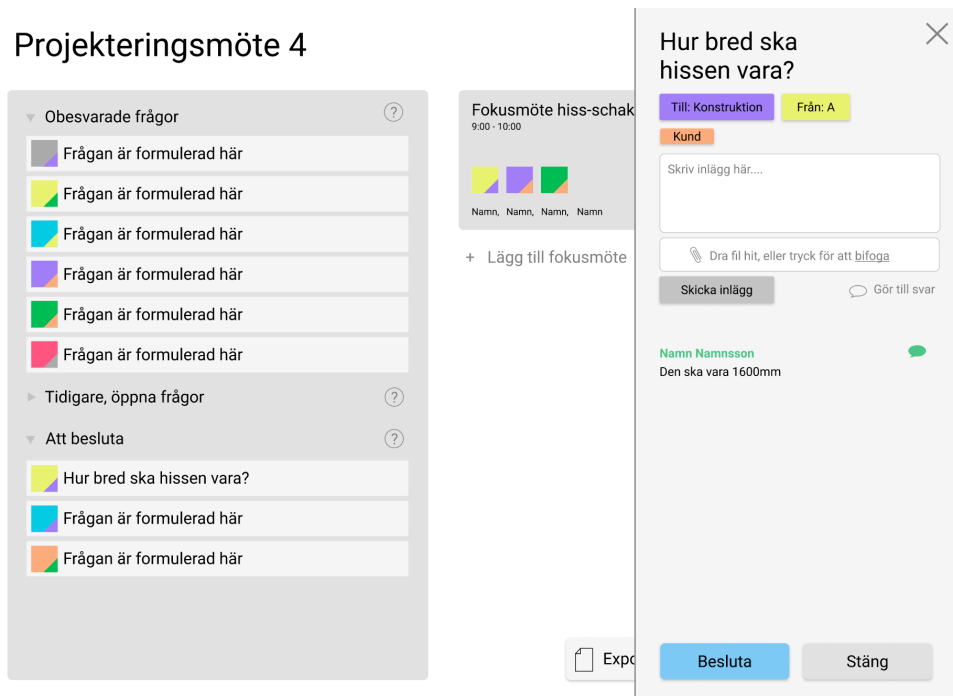 Projekteringsmöte 4
Obesvarade frågor
?
Frågan är formulerad här
Frågan är formulerad här
Frågan är formulerad här
Frågan är formulerad här
Frågan är formulerad här
Frågan är formulerad här
Tidigare, öppna frågor
?
Att besluta
?
Hur bred ska hissen vara?
Frågan är formulerad här
Frågan är formulerad här
Fokusmöte hiss-schak
9:00 - 10:00
Namn, Namn, Namn, Namn
+ Lägg till fokusmöte
Expo
Hur bred ska
hissen vara?
Till: Konstruktion
Från: A
Kund
Skriv inlägg här....
Dra fil hit, eller tryck för att bifoga
Skicka inlägg
Gör till svar
Namn Namnsson
Den ska vara 1600mm
Besluta
Stäng